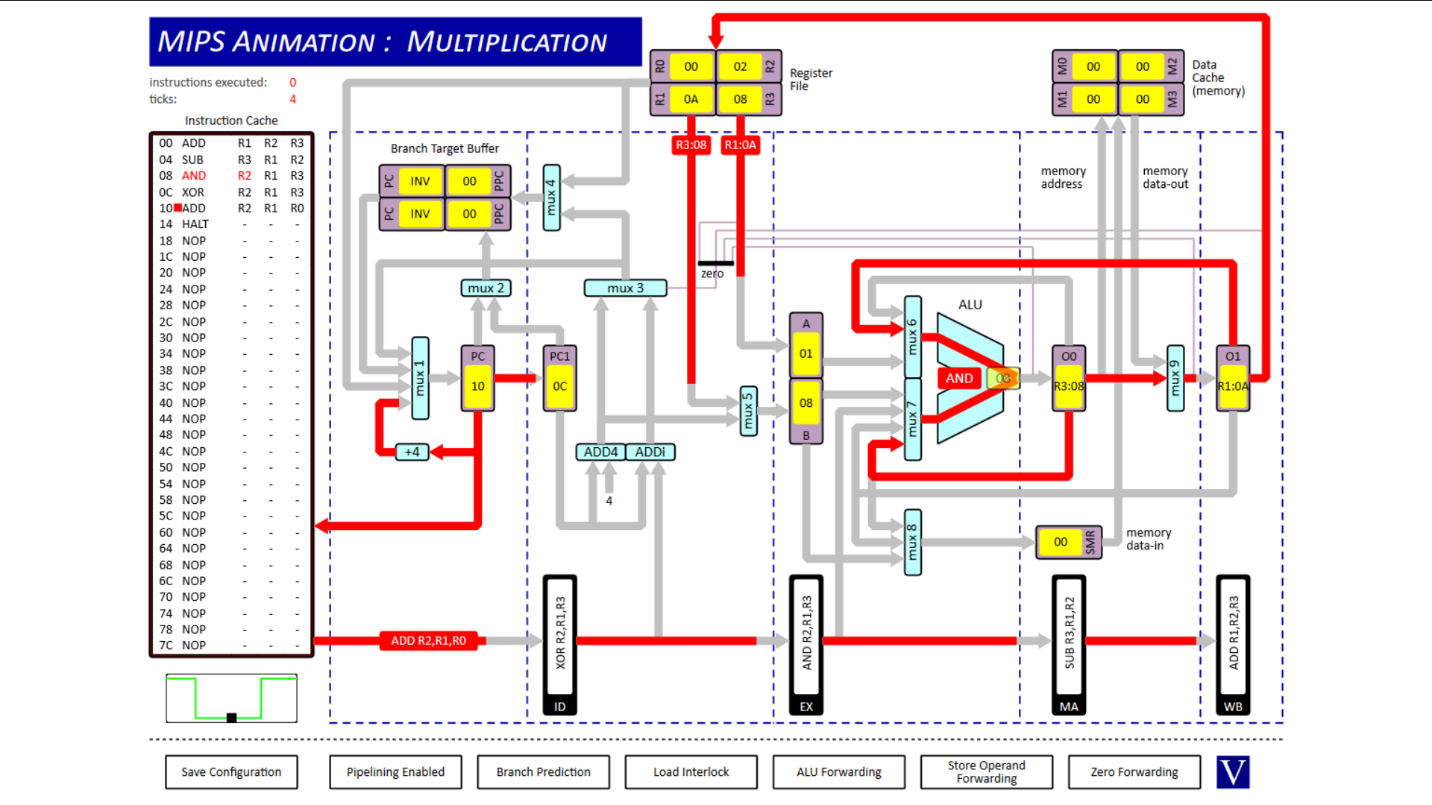 MIPS ANIMATION : MULTIPLICATION
instructions executed: 0
ticks: 4
Instruction Cache
00 ADD R1 R2 R3
04 SUB R3 R1 R2
08 AND R2 R1 R3
0C XOR R2 R1 R3
10 ADD R2 R1 R0
14 HALT - - -
18 NOP - - -
1C NOP - - -
20 NOP - - -
24 NOP - - -
28 NOP - - -
2C NOP - - -
30 NOP - - -
34 NOP - - -
38 NOP - - -
3C NOP - - -
40 NOP - - -
44 NOP - - -
48 NOP - - -
4C NOP - - -
50 NOP - - -
54 NOP - - -
58 NOP - - -
5C NOP - - -
60 NOP - - -
64 NOP - - -
68 NOP - - -
6C NOP - - -
70 NOP - - -
74 NOP - - -
78 NOP - - -
7C NOP - - -
R0 00 02 R2
R1 0A 08 R3
Register
File
M0 00 00 M2
M1 00 00 M3
Data
Cache
(memory)
R3:08 R1:0A
Branch Target Buffer
PC INV 00 PPC
PC INV 00 PPC
mux 4
memory
address
memory
data-out
zero
mux 2
mux 3
mux 1
PC
10
PC1
0C
+4
ADD4 ADDi
4
mux 5
A
01
08
B
mux 6
mux 7
ALU
AND
O0
R3:08
mux 9
O1
R1:0A
mux 8
00 SMR
memory
data-in
ADD R2,R1,R0
XOR R2,R1,R3
ID
AND R2,R1,R3
EX
SUB R3,R1,R2
MA
ADD R1,R2,R3
WB
Save Configuration
Pipelining Enabled
Branch Prediction
Load Interlock
ALU Forwarding
Store Operand
Forwarding
Zero Forwarding
V